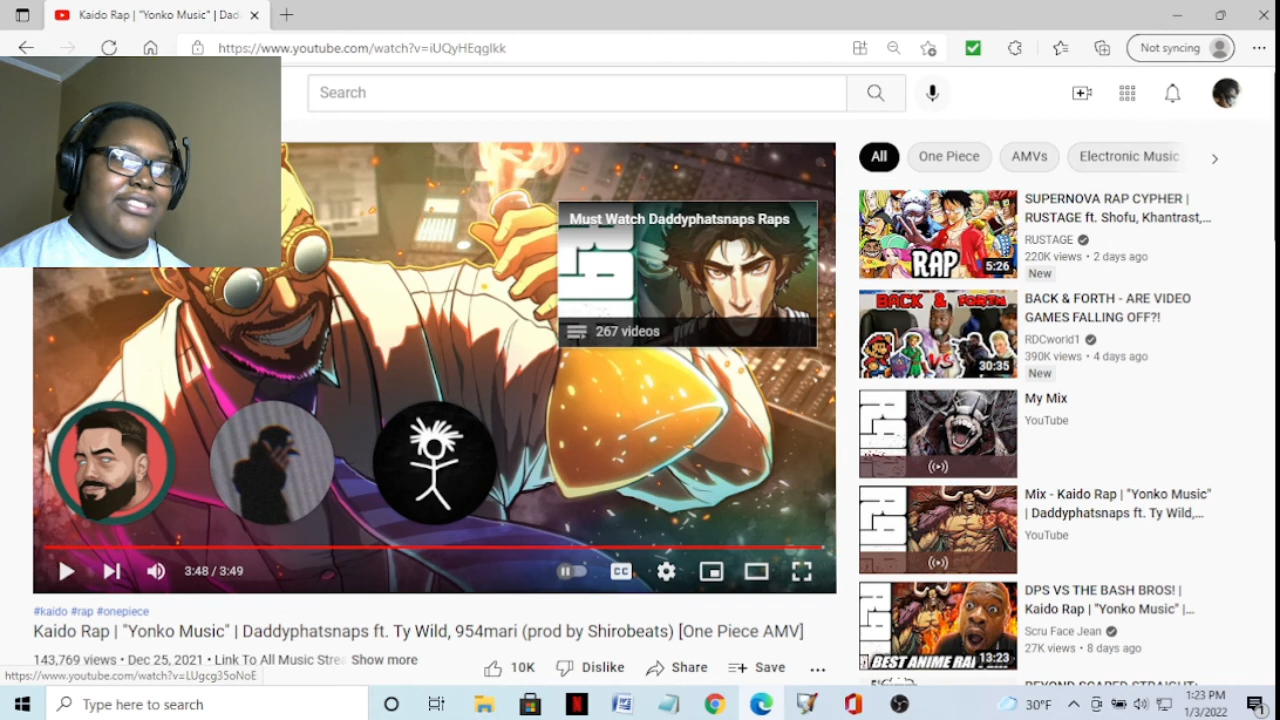 Kaido Rap | "Yonko Music" | Dad
https://www.youtube.com/watch?v=iUQyHEqgIkk
Not syncing
Search
All
One Piece
AMVs
Electronic Music
Must Watch Daddyphatsnaps Raps
267 videos
SUPERNOVA RAP CYPHER |
RUSTAGE ft. Shofu, Khantrast,...
RUSTAGE
220K views • 2 days ago
New
RAP
5:26
BACK & FORTH
BACK & FORTH - ARE VIDEO
GAMES FALLING OFF?!
RDCworld1
390K views • 4 days ago
New
VS
30:35
My Mix
YouTube
Mix - Kaido Rap | "Yonko Music"
| Daddyphatsnaps ft. Ty Wild,...
YouTube
3:48 / 3:49
CC
DPS VS THE BASH BROS! |
Kaido Rap | "Yonko Music" |...
Scru Face Jean
27K views • 8 days ago
BEST ANIME RA
13:23
#kaido #rap #onepiece
Kaido Rap | "Yonko Music" | Daddyphatsnaps ft. Ty Wild, 954mari (prod by Shirobeats) [One Piece AMV]
143,769 views • Dec 25, 2021 • Link To All Music Strea
Show more
10K
Dislike
Share
Save
https://www.youtube.com/watch?v=LUgcg35oNoE
Type here to search
30°F
1:23 PM
1/3/2022